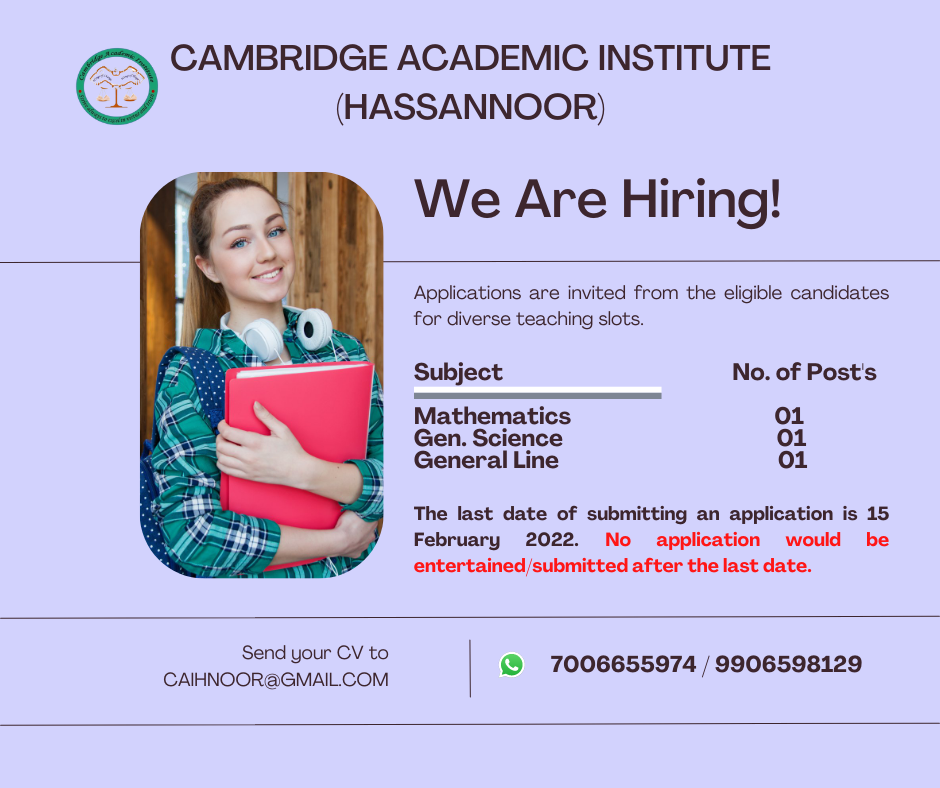 CAMBRIDGE ACADEMIC INSTITUTE
(HASSANNOOR)
Cambridge Academic Institute
We Are Hiring!
Applications are invited from the eligible candidates
for diverse teaching slots.
Subject No. of Post's
Mathematics 01
Gen. Science 01
General Line 01
The last date of submitting an application is 15
February 2022. No application would be
entertained/submitted after the last date.
Send your CV to
CAIHNOOR@GMAIL.COM
7006655974 / 9906598129